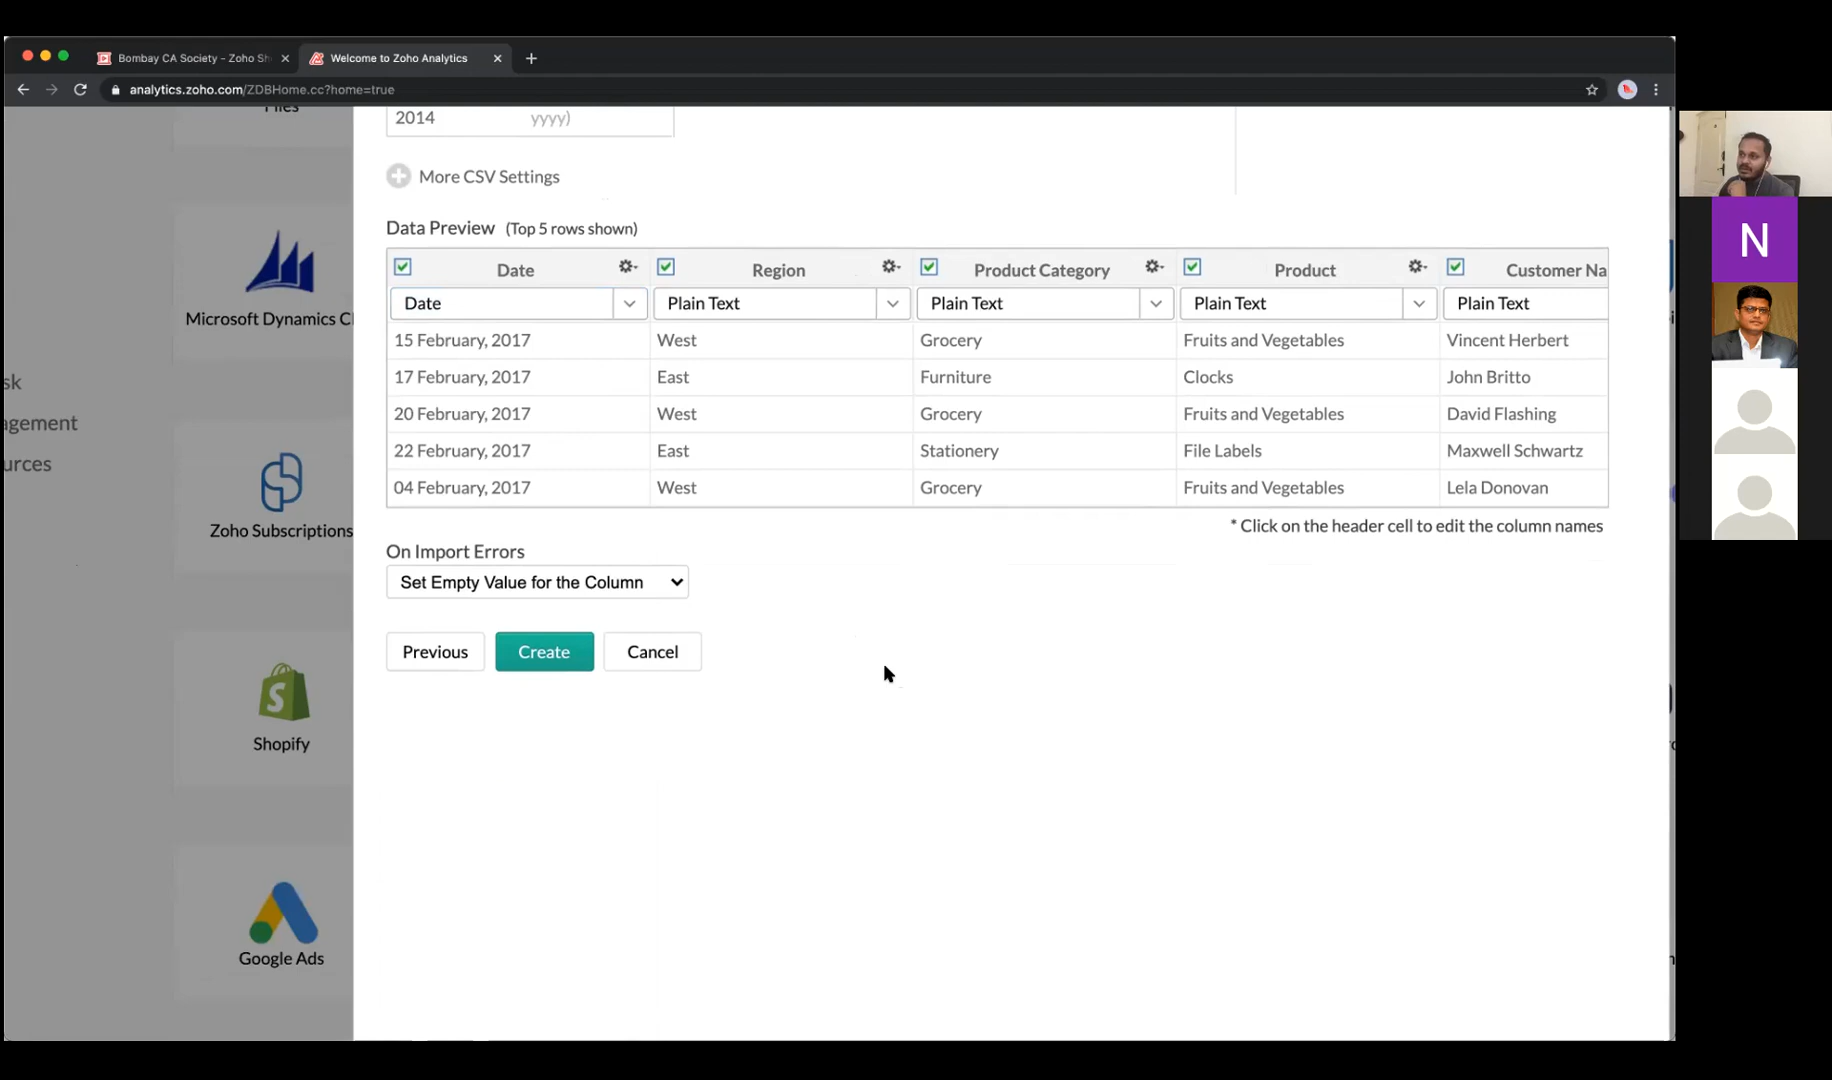 Bombay CA Society - Zoho Sh
Welcome to Zoho Analytics
analytics.zoho.com/ZDBHome.cc?home=true
Files
2014 yyyy)
More CSV Settings
Data Preview (Top 5 rows shown)
Date Region Product Category Product Customer Na
Date Plain Text Plain Text Plain Text Plain Text
15 February, 2017 West Grocery Fruits and Vegetables Vincent Herbert
17 February, 2017 East Furniture Clocks John Britto
20 February, 2017 West Grocery Fruits and Vegetables David Flashing
22 February, 2017 East Stationery File Labels Maxwell Schwartz
04 February, 2017 West Grocery Fruits and Vegetables Lela Donovan
* Click on the header cell to edit the column names
On Import Errors
Set Empty Value for the Column
Previous Create Cancel
Microsoft Dynamics C
sk
agement
urces
Zoho Subscriptions
Shopify
Google Ads
N